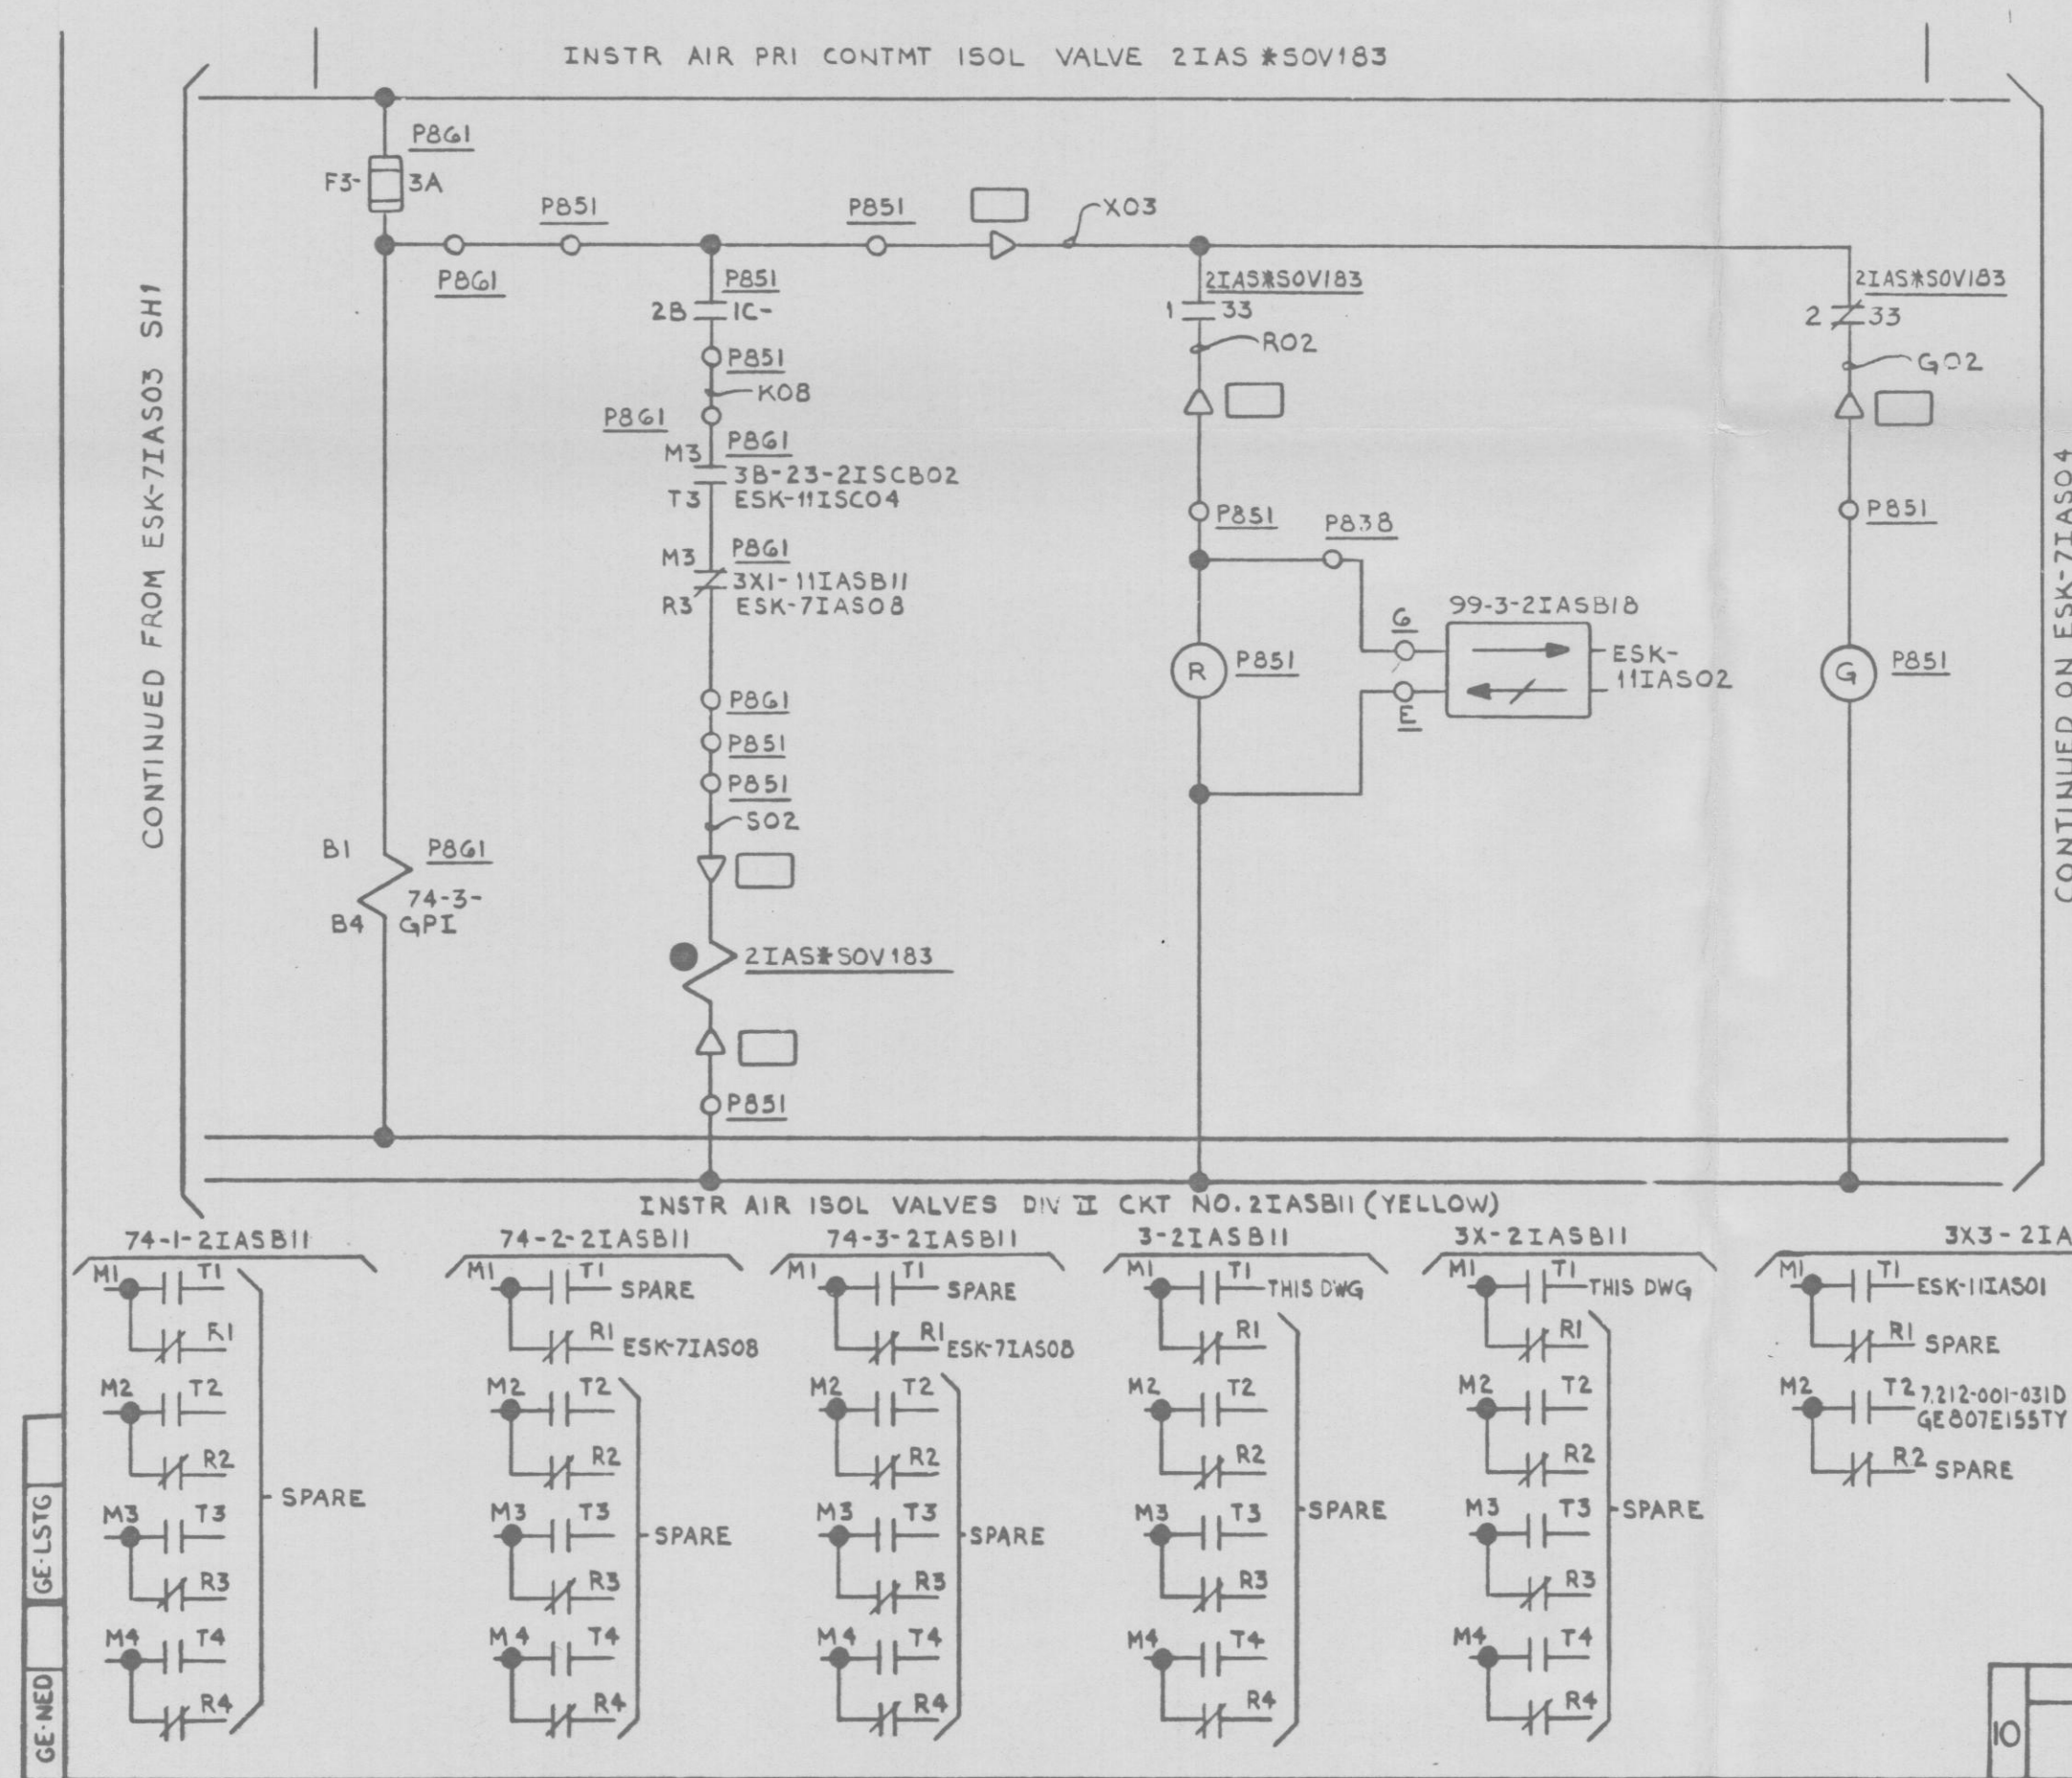 INSTR AIR PRI CONTMT ISOL VALVE 2IAS*SOV183
CONTINUED FROM ESK-7IAS03 SH1
P861
F3- 3A
P861
P851
P851
X03
P851
2B 1C-
P851
K08
P861
M3 P861
3B-23-2ISCB02
T3 ESK-11ISC04
M3 P861
3X1-11IASB11
R3 ESK-7IAS08
P861
P851
P851
S02
2IAS*SOV183
P851
B1 P861
74-3-
B4 GPI
2IAS*SOV183
1 33
R02
P851
P838
R P851
G
E
99-3-2IASB18
ESK-
11IAS02
2IAS*SOV183
2 33
G02
P851
G P851
CONTINUED ON ESK-7IAS04
INSTR AIR ISOL VALVES DIV II CKT NO.2IASB11 (YELLOW)
74-1-2IASB11
M1 T1
R1
M2 T2
R2
M3 T3
R3
M4 T4
R4
SPARE
74-2-2IASB11
M1 T1 SPARE
R1 ESK-7IAS08
M2 T2
R2
M3 T3
R3
M4 T4
R4
SPARE
74-3-2IASB11
M1 T1 SPARE
R1 ESK-7IAS08
M2 T2
R2
M3 T3
R3
M4 T4
R4
SPARE
3-2IASB11
M1 T1 THIS DWG
R1
M2 T2
R2
M3 T3
R3
M4 T4
R4
SPARE
3X-2IASB11
M1 T1 THIS DWG
R1
M2 T2
R2
M3 T3
R3
M4 T4
R4
SPARE
3X3-2IA
M1 T1 ESK-11IAS01
R1 SPARE
M2 T2 7.212-001-031D
GE807E155TY
R2 SPARE
GE-LSTG
GE-NED
10